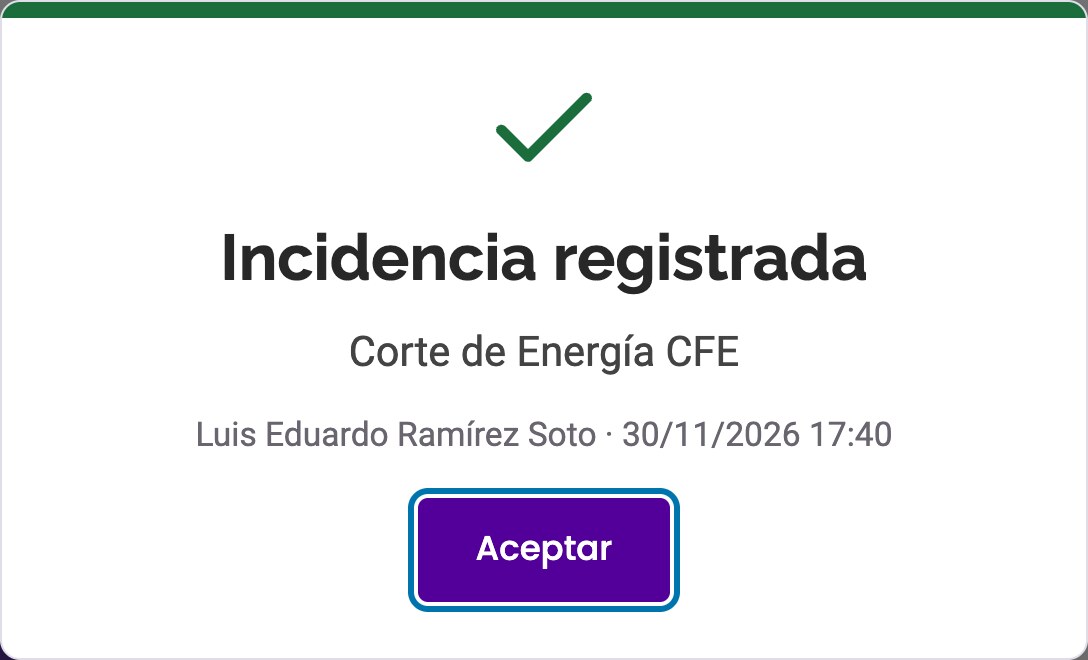 Incidencia registrada
Corte de Energía CFE
Luis Eduardo Ramírez Soto · 30/11/2026 17:40
Aceptar